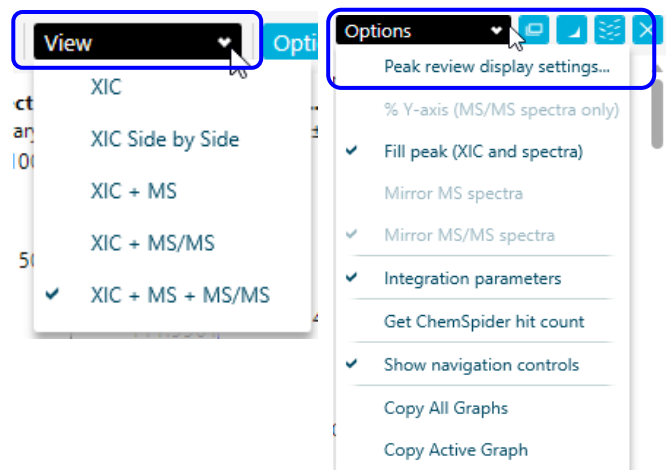 View
Opti
XIC
XIC Side by Side
XIC + MS
XIC + MS/MS
XIC + MS + MS/MS
50
Options
Peak review display settings...
% Y-axis (MS/MS spectra only)
Fill peak (XIC and spectra)
Mirror MS spectra
Mirror MS/MS spectra
Integration parameters
Get ChemSpider hit count
Show navigation controls
Copy All Graphs
Copy Active Graph